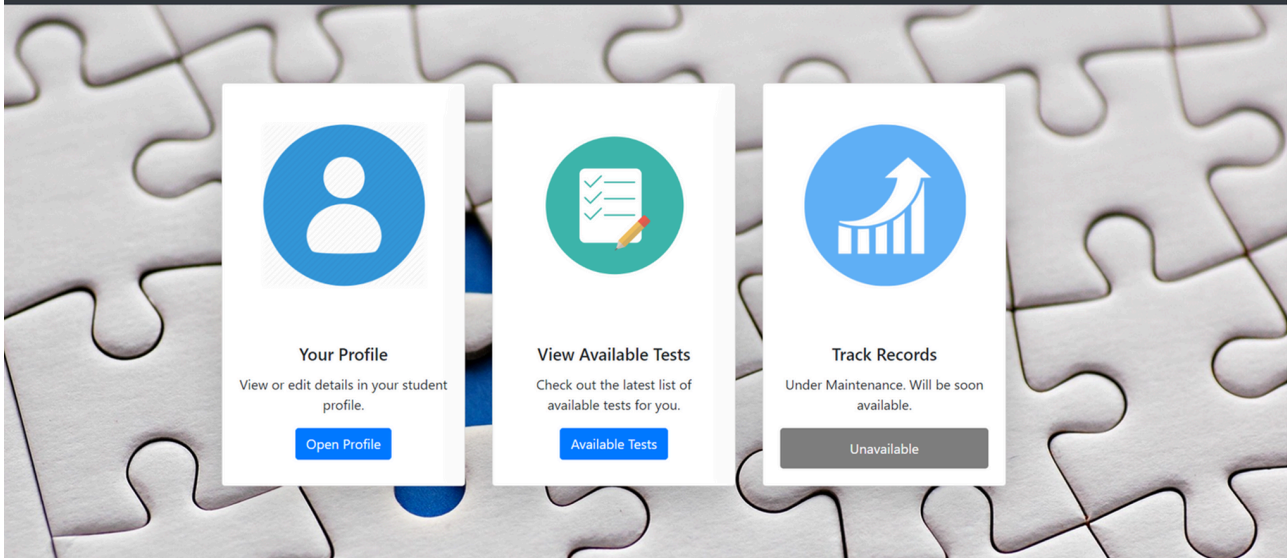 Your Profile
View or edit details in your student
profile.
Open Profile
View Available Tests
Check out the latest list of
available tests for you.
Available Tests
Track Records
Under Maintenance. Will be soon
available.
Unavailable